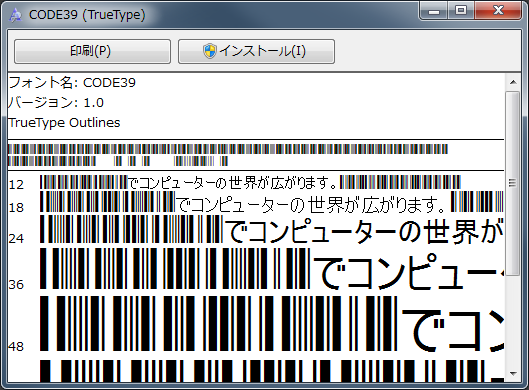 CODE39 (TrueType)
印刷(P)
インストール(I)
フォント名: CODE39
バージョン: 1.0
TrueType Outlines
12 でコンピューターの世界が広がります。
18 でコンピューターの世界が広がります。
24 でコンピューターの世界が
36 でコンピュー
48 でコン